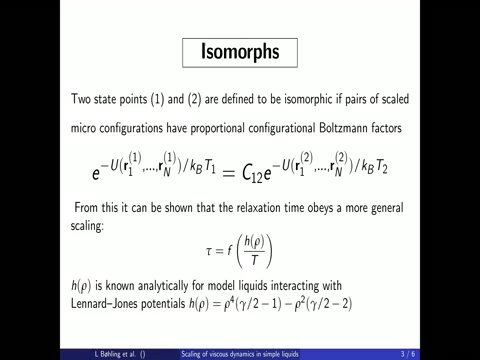 Isomorphs
Two state points (1) and (2) are defined to be isomorphic if pairs of scaled
micro configurations have proportional configurational Boltzmann factors
e^{-U(r_1^{(1)},...,r_N^{(1)})/k_BT_1} = C_{12}e^{-U(r_1^{(2)},...,r_N^{(2)})/k_BT_2}
From this it can be shown that the relaxation time obeys a more general
scaling:
τ = f(h(ρ)/T)
h(ρ) is known analytically for model liquids interacting with
Lennard–Jones potentials h(ρ) = ρ^4(γ/2 − 1) − ρ^2(γ/2 − 2)
L Bøhling et al. () Scaling of viscous dynamics in simple liquids 3 / 6